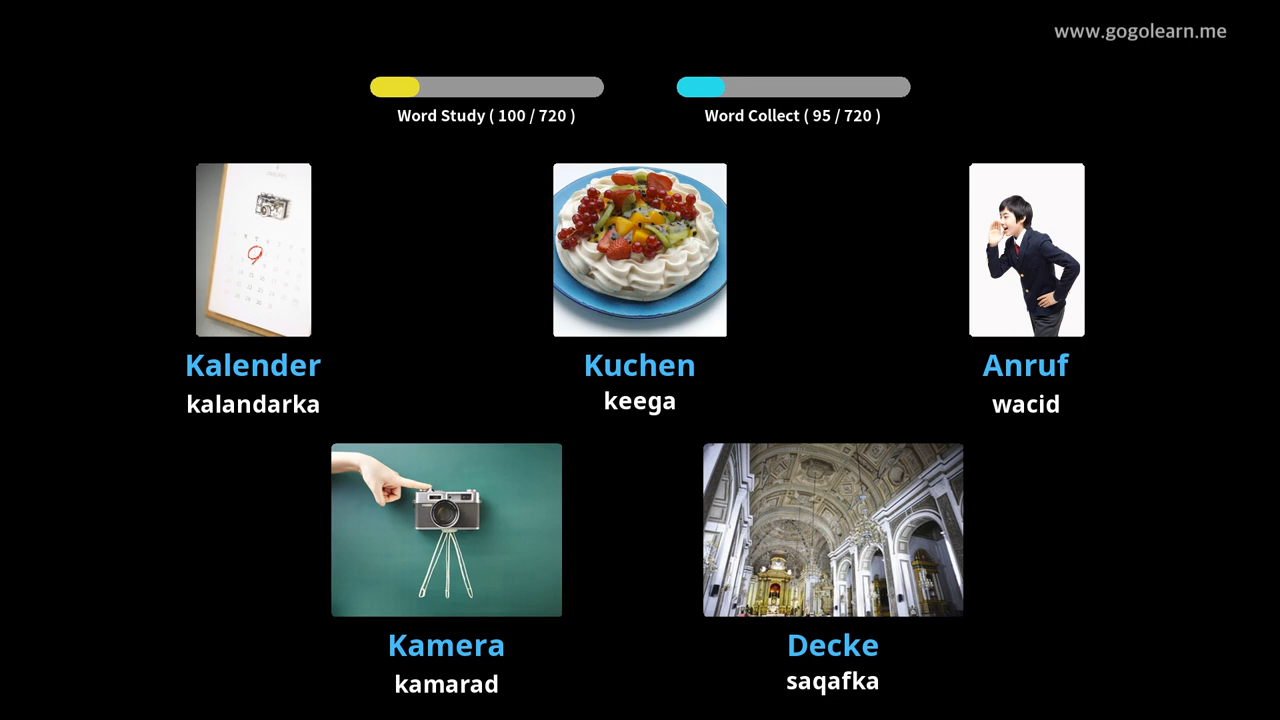 www.gogolearn.me
Word Study ( 100 / 720 )
Word Collect ( 95 / 720 )
Kalender
kalandarka
Kuchen
keega
Anruf
wacid
Kamera
kamarad
Decke
saqafka